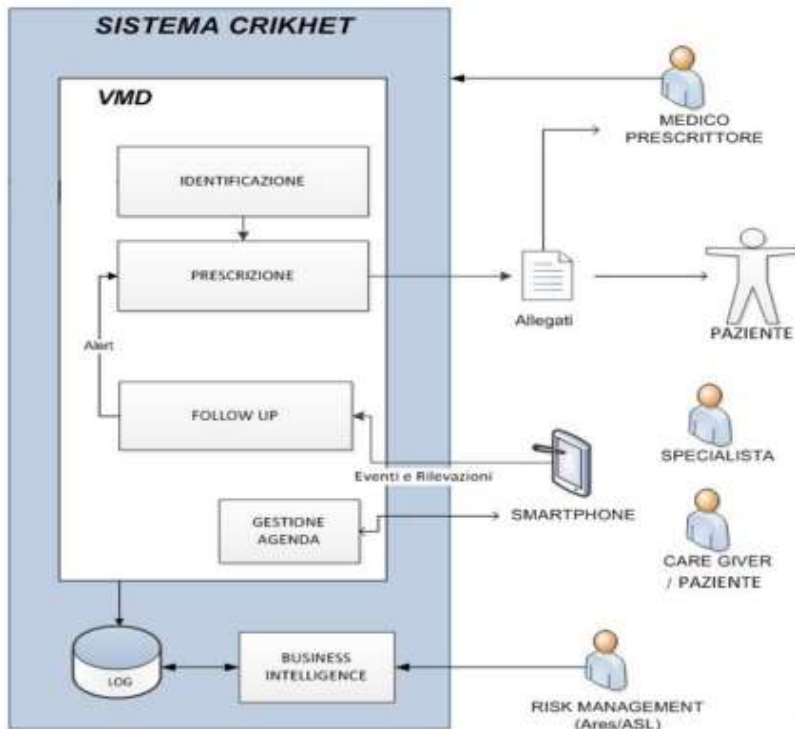 SISTEMA CRIKHET
VMD
IDENTIFICAZIONE
MEDICO
PRESCRITTORE
PRESCRIZIONE
Allegati
PAZIENTE
Alert
FOLLOW UP
SPECIALISTA
Eventi e Rilevazioni
SMARTPHONE
GESTIONE
AGENDA
CARE GIVER
/ PAZIENTE
LOG
BUSINESS
INTELLIGENCE
RISK MANAGEMENT
(Ares/ASL)